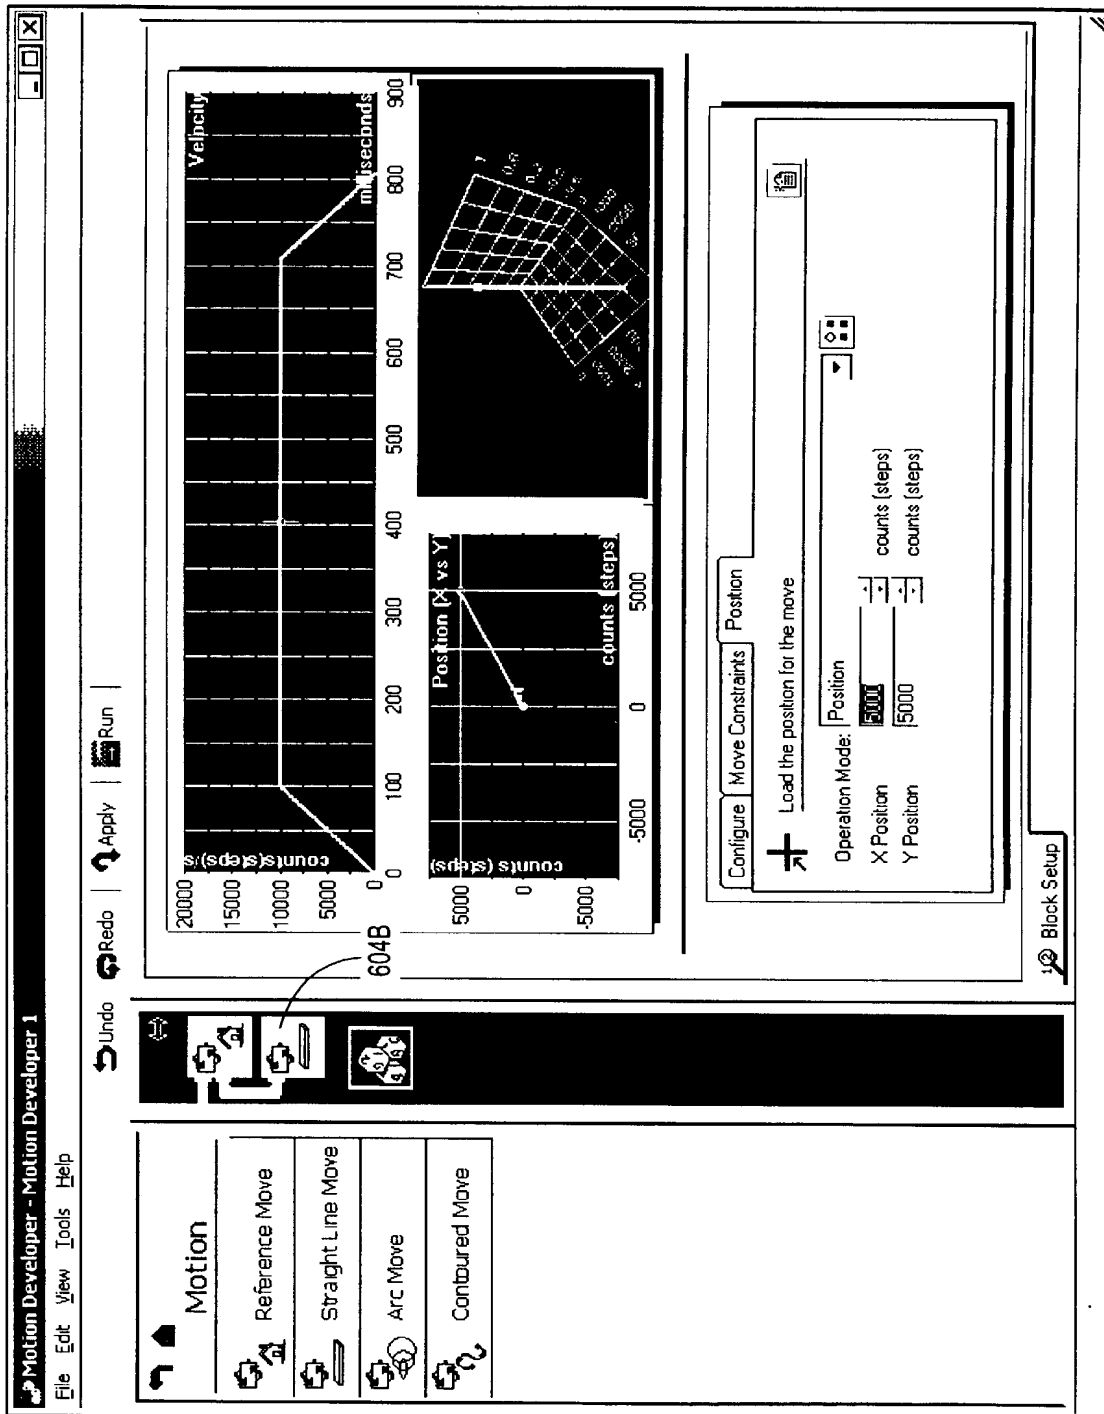 Motion Developer - Motion Developer 1
File Edit View Tools Help
Undo Redo Apply Run
Motion
Reference Move
Straight Line Move
Arc Move
Contoured Move
604B
Velocity
20000
15000
10000
5000
0
counts (steps)/s
0 100 200 300 400 500 600 700 800 900
Position (X vs Y)
5000
0
-5000
counts (steps)
counts (steps)
-5000 0 5000
Configure Move Constraints Position
Load the position for the move
Operation Mode: Position
X Position 5000 counts (steps)
Y Position 5000 counts (steps)
Block Setup